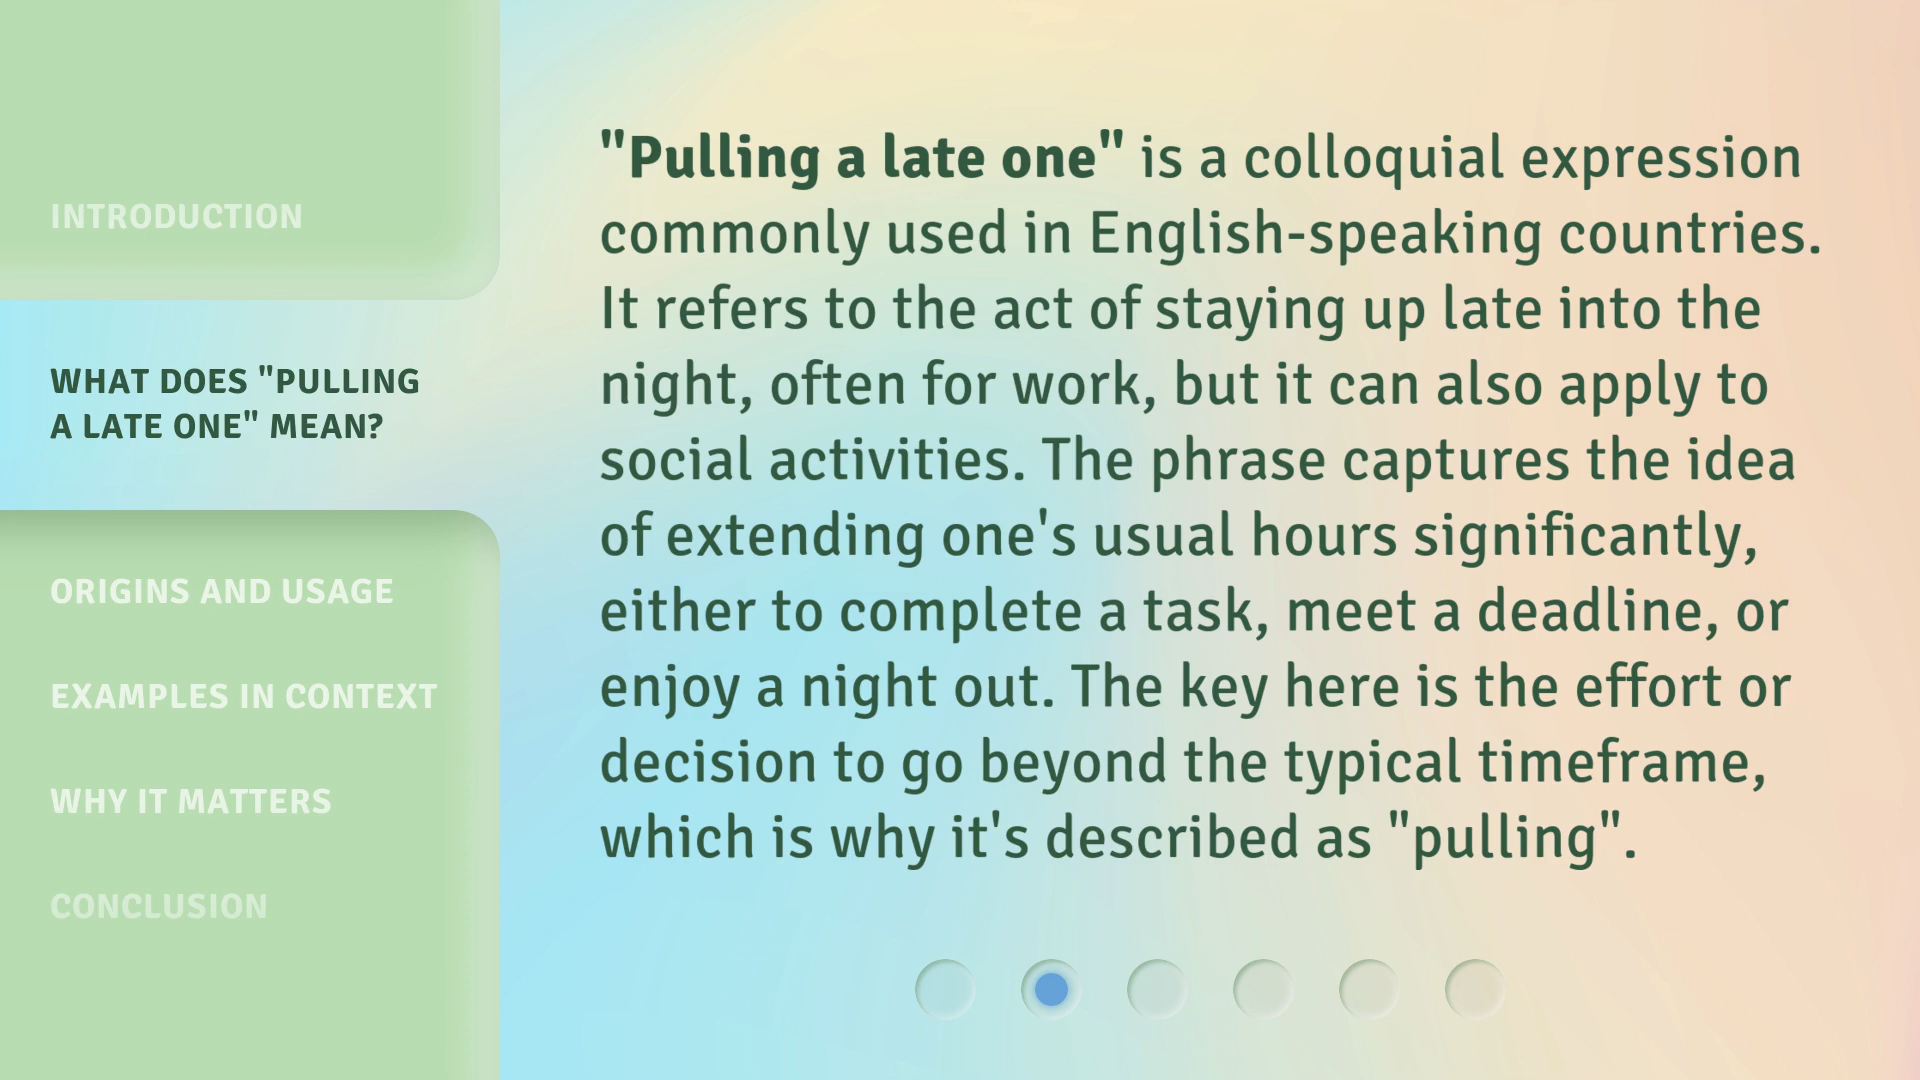 INTRODUCTION
WHAT DOES "PULLING
A LATE ONE" MEAN?
ORIGINS AND USAGE
EXAMPLES IN CONTEXT
WHY IT MATTERS
CONCLUSION
"Pulling a late one" is a colloquial expression
commonly used in English-speaking countries.
It refers to the act of staying up late into the
night, often for work, but it can also apply to
social activities. The phrase captures the idea
of extending one's usual hours significantly,
either to complete a task, meet a deadline, or
enjoy a night out. The key here is the effort or
decision to go beyond the typical timeframe,
which is why it's described as "pulling".